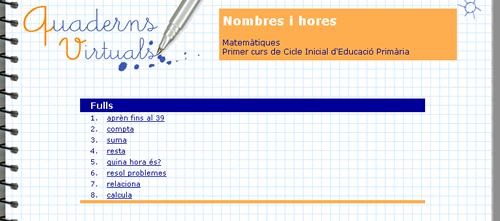 Quaderns
Virtuals
Nombres i hores
Matemàtiques
Primer curs de Cicle Inicial d'Educació Primària
Fulls
1. aprèn fins al 39
2. compta
3. suma
4. resta
5. quina hora és?
6. resol problemes
7. relaciona
8. calcula